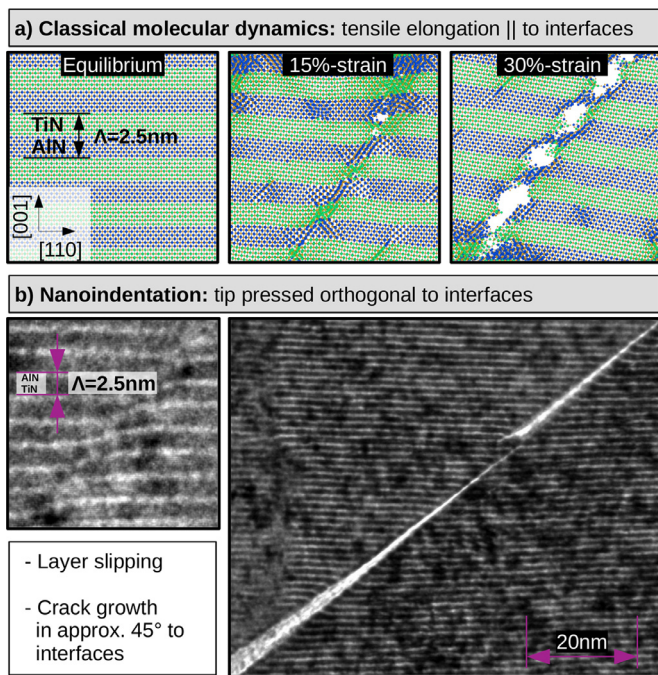 a) Classical molecular dynamics: tensile elongation || to interfaces
Equilibrium
15%-strain
30%-strain
TiN
AlN
Λ=2.5nm
[001]
[110]
b) Nanoindentation: tip pressed orthogonal to interfaces
AlN
TiN
Λ=2.5nm
- Layer slipping
- Crack growth
in approx. 45° to
interfaces
20nm